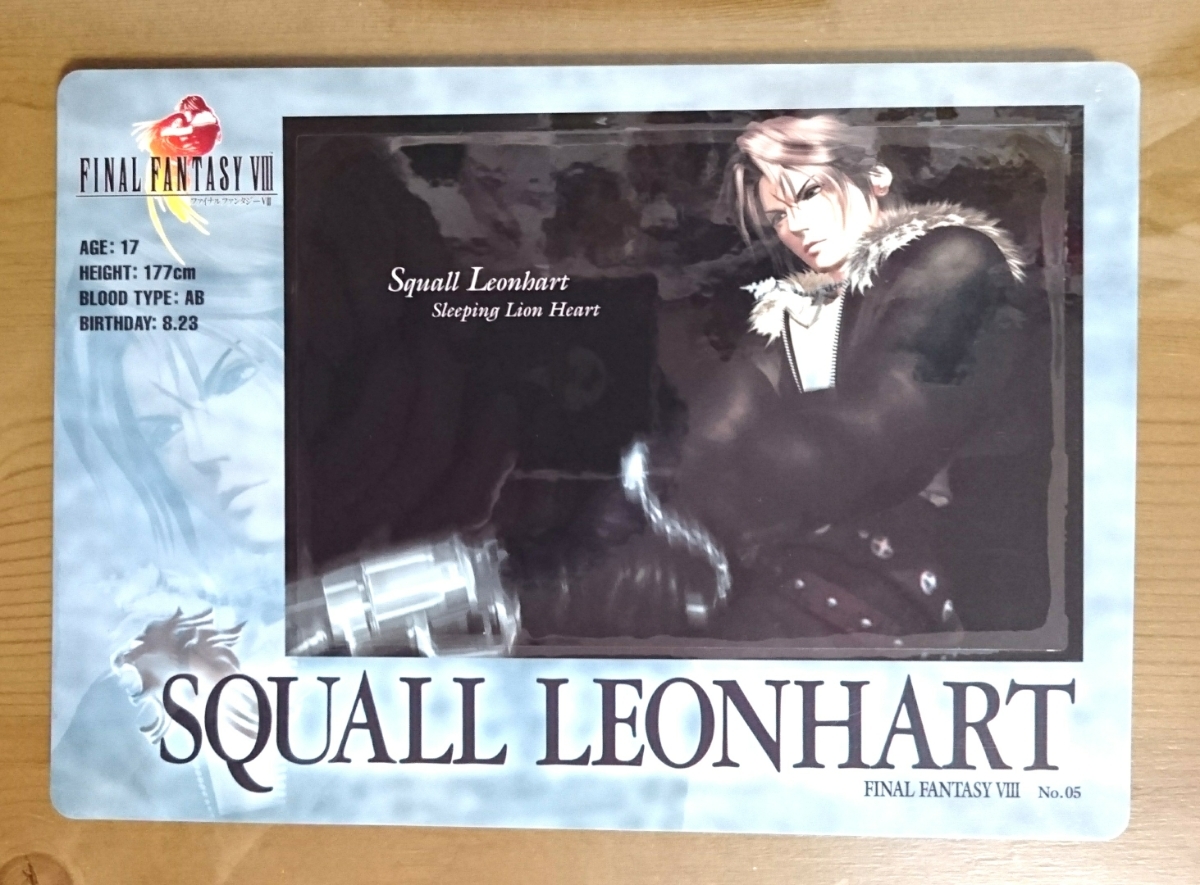 FINAL FANTASY VIII
ファイナルファンタジーVIII
AGE: 17
HEIGHT: 177cm
BLOOD TYPE: AB
BIRTHDAY: 8.23
Squall Leonhart
Sleeping Lion Heart
SQUALL LEONHART
FINAL FANTASY VIII No.05